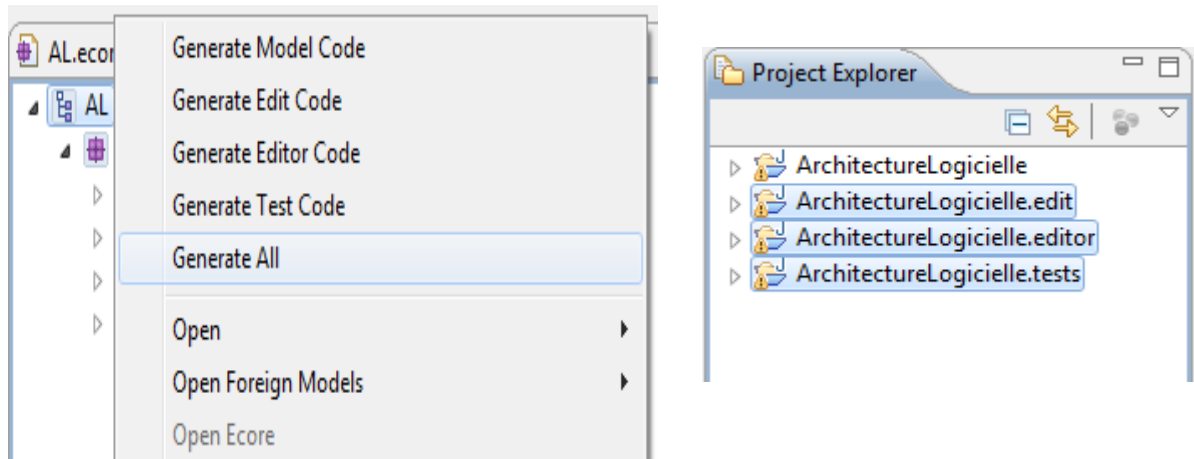 AL.ecor
AL
Generate Model Code
Generate Edit Code
Generate Editor Code
Generate Test Code
Generate All
Open
Open Foreign Models
Open Ecore
Project Explorer
ArchitectureLogicielle
ArchitectureLogicielle.edit
ArchitectureLogicielle.editor
ArchitectureLogicielle.tests